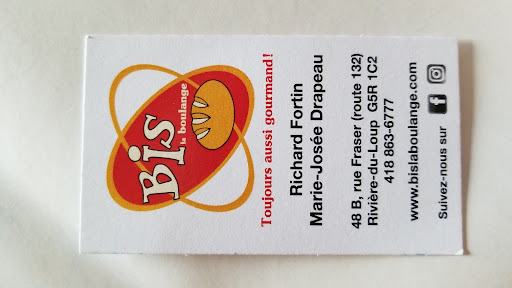 Bis
la boulange
Toujours aussi gourmand!
Richard Fortin
Marie-Josée Drapeau
48 B, rue Fraser (route 132)
Rivière-du-Loup G5R 1C2
418 863-6777
www.bislaboulange.com
Suivez-nous sur